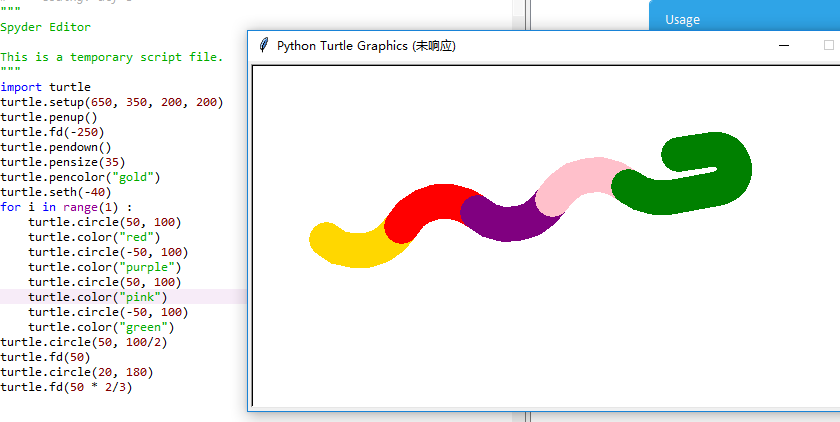 """
Spyder Editor
This is a temporary script file.
"""
import turtle
turtle.setup(650, 350, 200, 200)
turtle.penup()
turtle.fd(-250)
turtle.pendown()
turtle.pensize(35)
turtle.pencolor("gold")
turtle.seth(-40)
for i in range(1) :
    turtle.circle(50, 100)
    turtle.color("red")
    turtle.circle(-50, 100)
    turtle.color("purple")
    turtle.circle(50, 100)
    turtle.color("pink")
    turtle.circle(-50, 100)
    turtle.color("green")
turtle.circle(50, 100/2)
turtle.fd(50)
turtle.circle(20, 180)
turtle.fd(50 * 2/3)
Usage
Python Turtle Graphics (未响应)